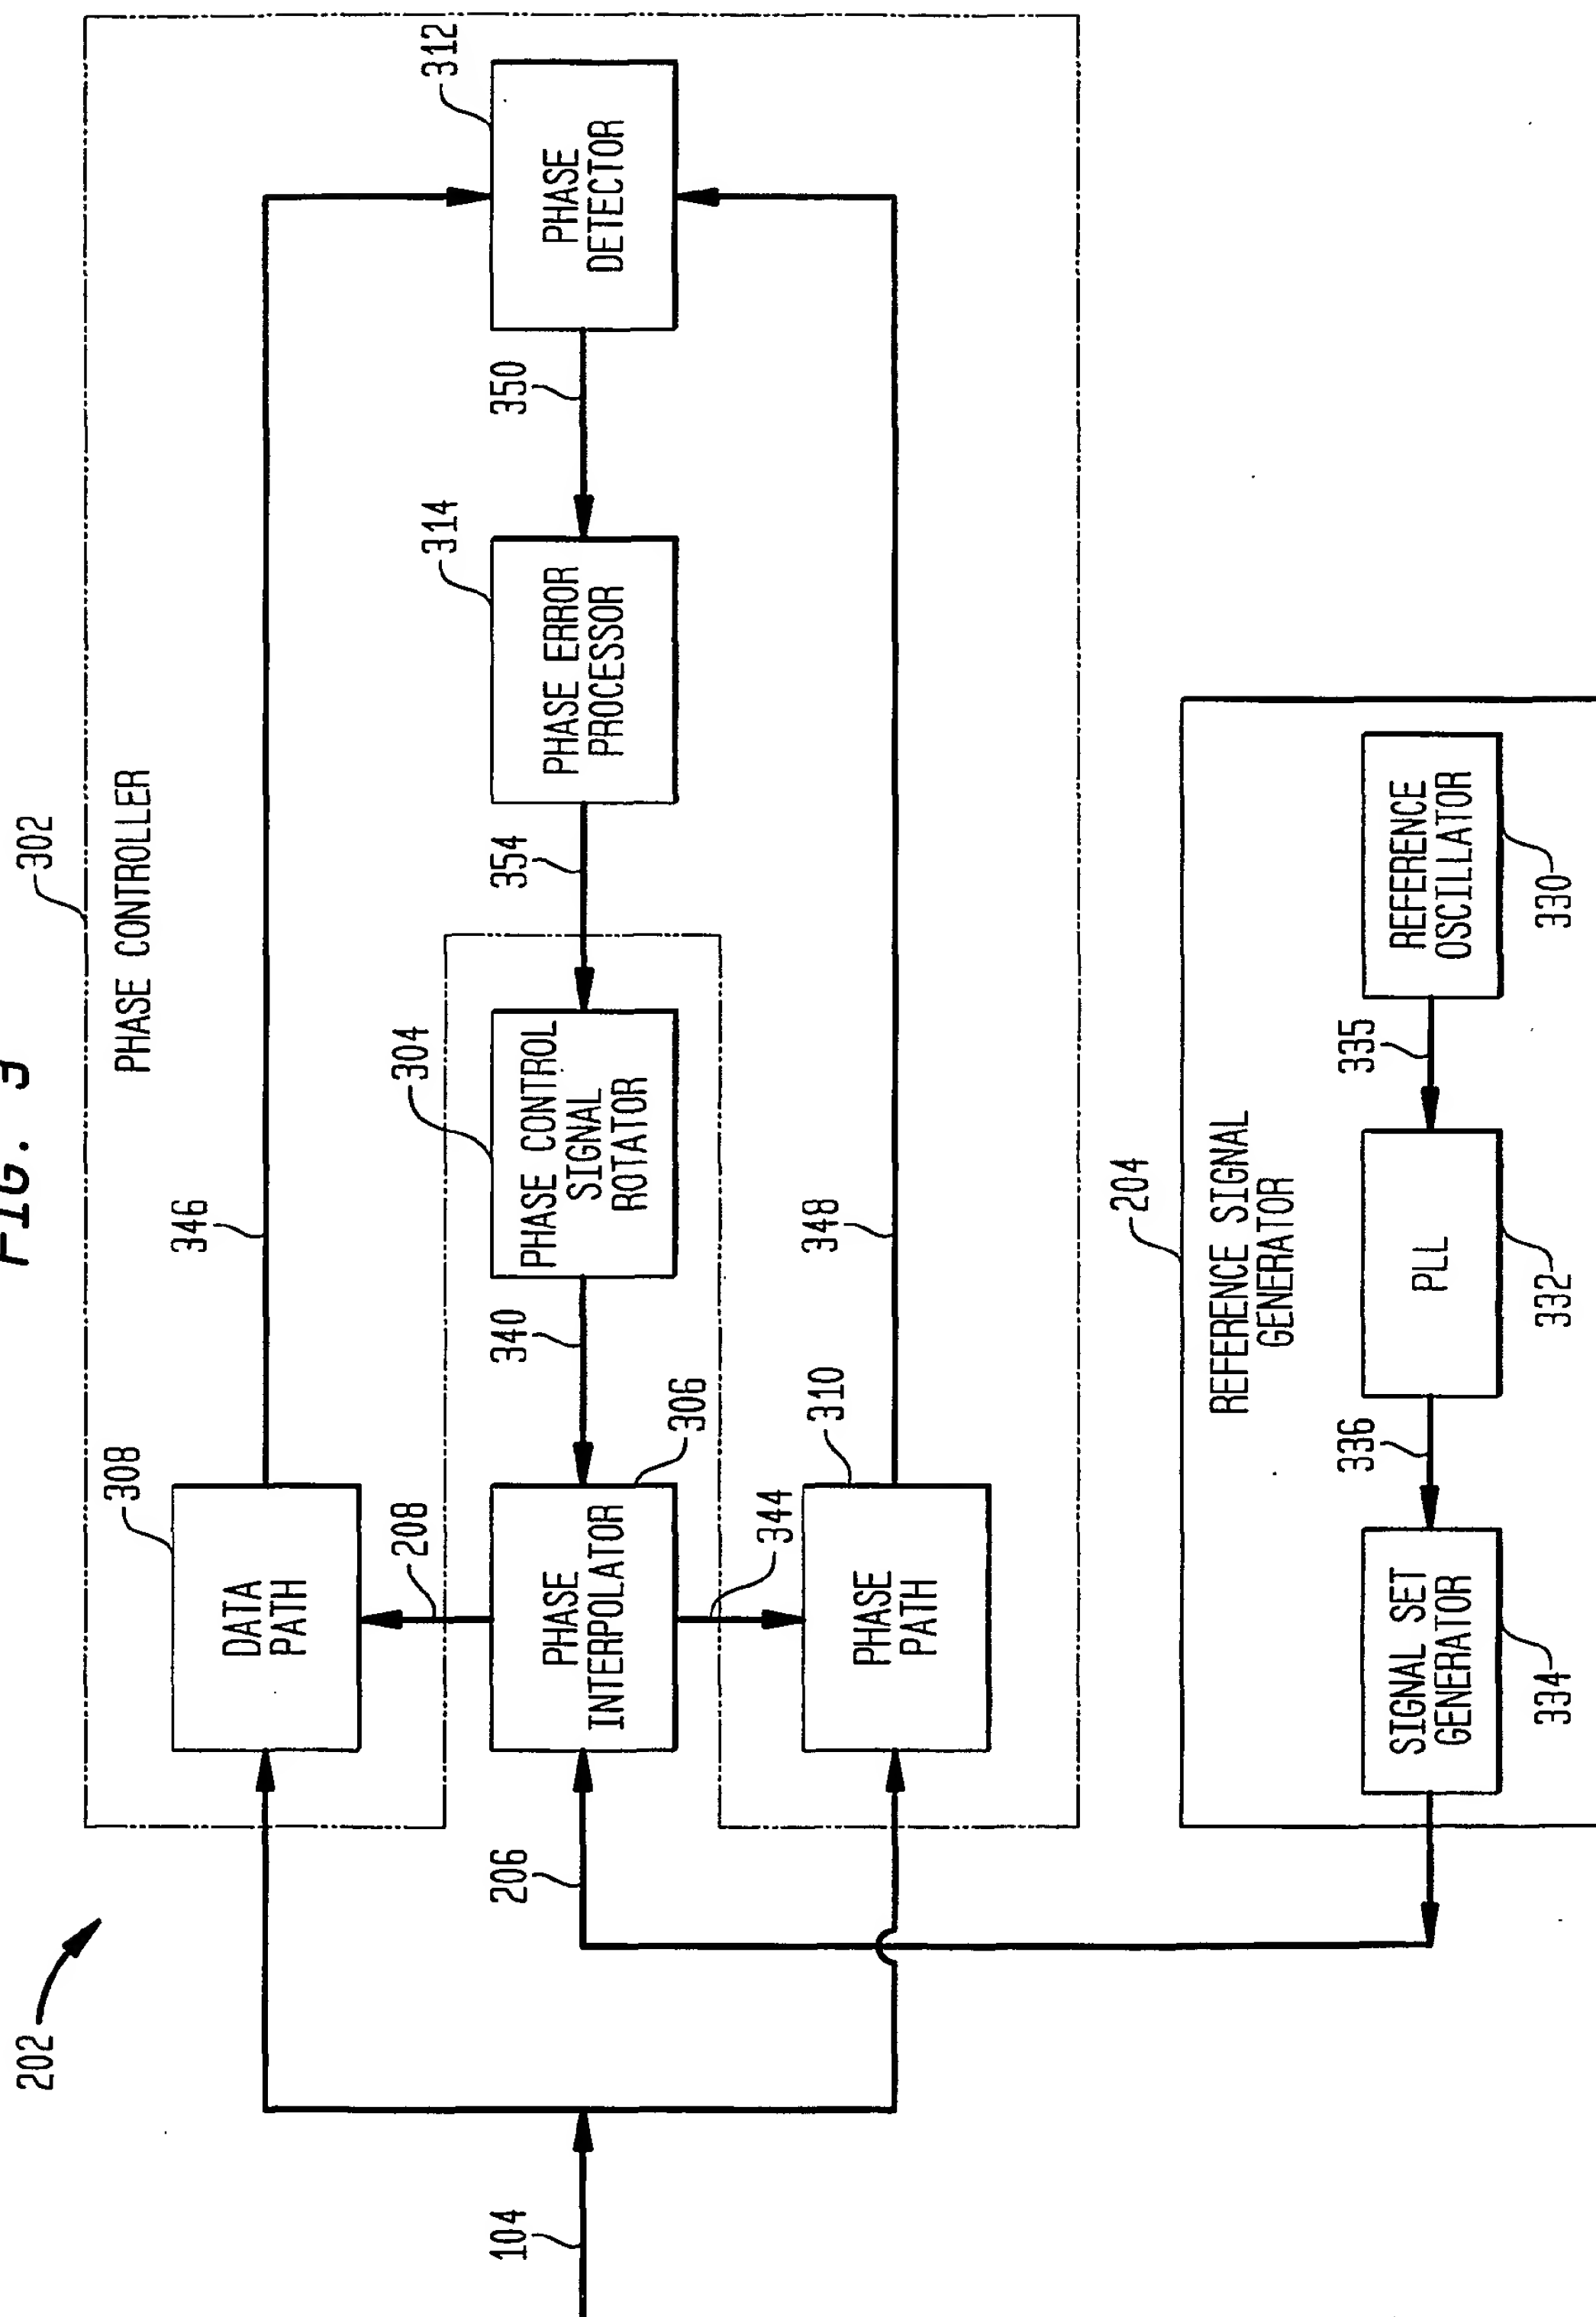 FIG. 3
202
302
PHASE CONTROLLER
308
346
312
DATA
PATH
208
PHASE
DETECTOR
104
206
PHASE
INTERPOLATOR
306
340
304
PHASE CONTROL
SIGNAL
ROTATOR
354
314
PHASE ERROR
PROCESSOR
350
344
310
PHASE
PATH
348
204
REFERENCE SIGNAL
GENERATOR
SIGNAL SET
GENERATOR
334
336
PLL
332
335
REFERENCE
OSCILLATOR
330